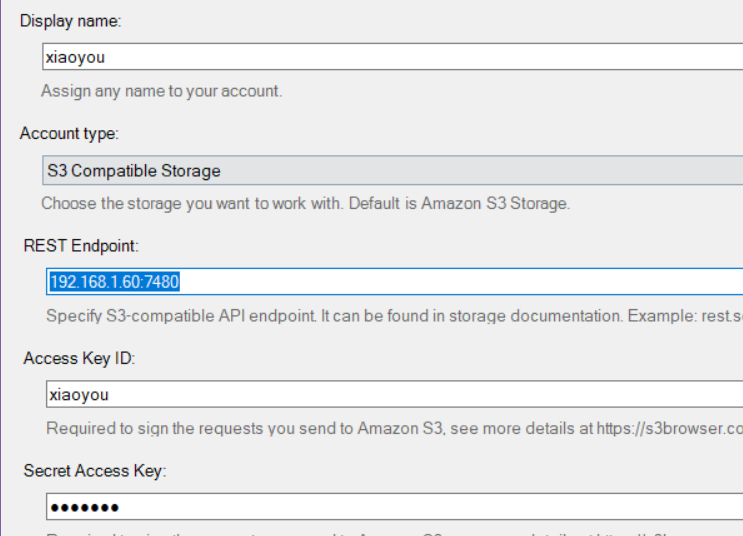 Display name:
xiaoyou
Assign any name to your account.
Account type:
S3 Compatible Storage
Choose the storage you want to work with. Default is Amazon S3 Storage.
REST Endpoint:
192.168.1.60:7480
Specify S3-compatible API endpoint. It can be found in storage documentation. Example: rest.s
Access Key ID:
xiaoyou
Required to sign the requests you send to Amazon S3, see more details at https://s3browser.co
Secret Access Key:
●●●●●●●